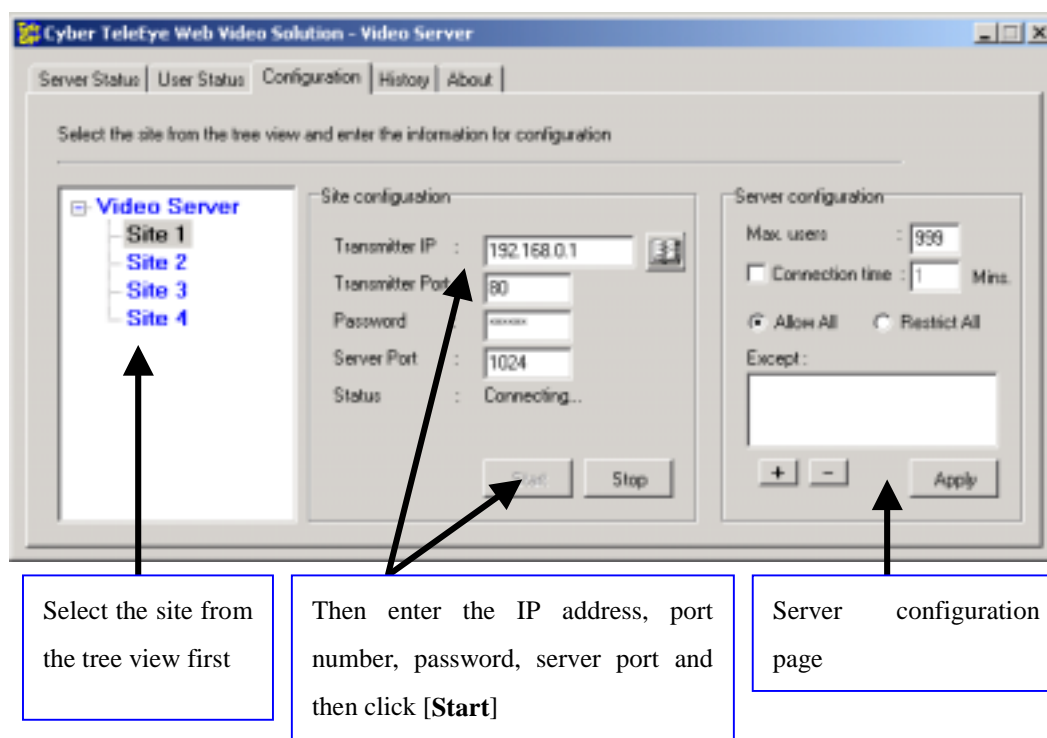 Cyber TeleEye Web Video Solution - Video Server
Server Status User Status Configuration History About
Select the site from the tree view and enter the information for configuration
Video Server
Site 1
Site 2
Site 3
Site 4
Site configuration
Transmitter IP : 192.168.0.1
Transmitter Port 80
Password : ******
Server Port : 1024
Status : Connecting...
Start Stop
Server configuration
Max. users : 999
Connection time : 1 Mins.
Allow All Restrict All
Except :
+ - Apply
Select the site from
the tree view first
Then enter the IP address, port
number, password, server port and
then click [Start]
Server configuration
page